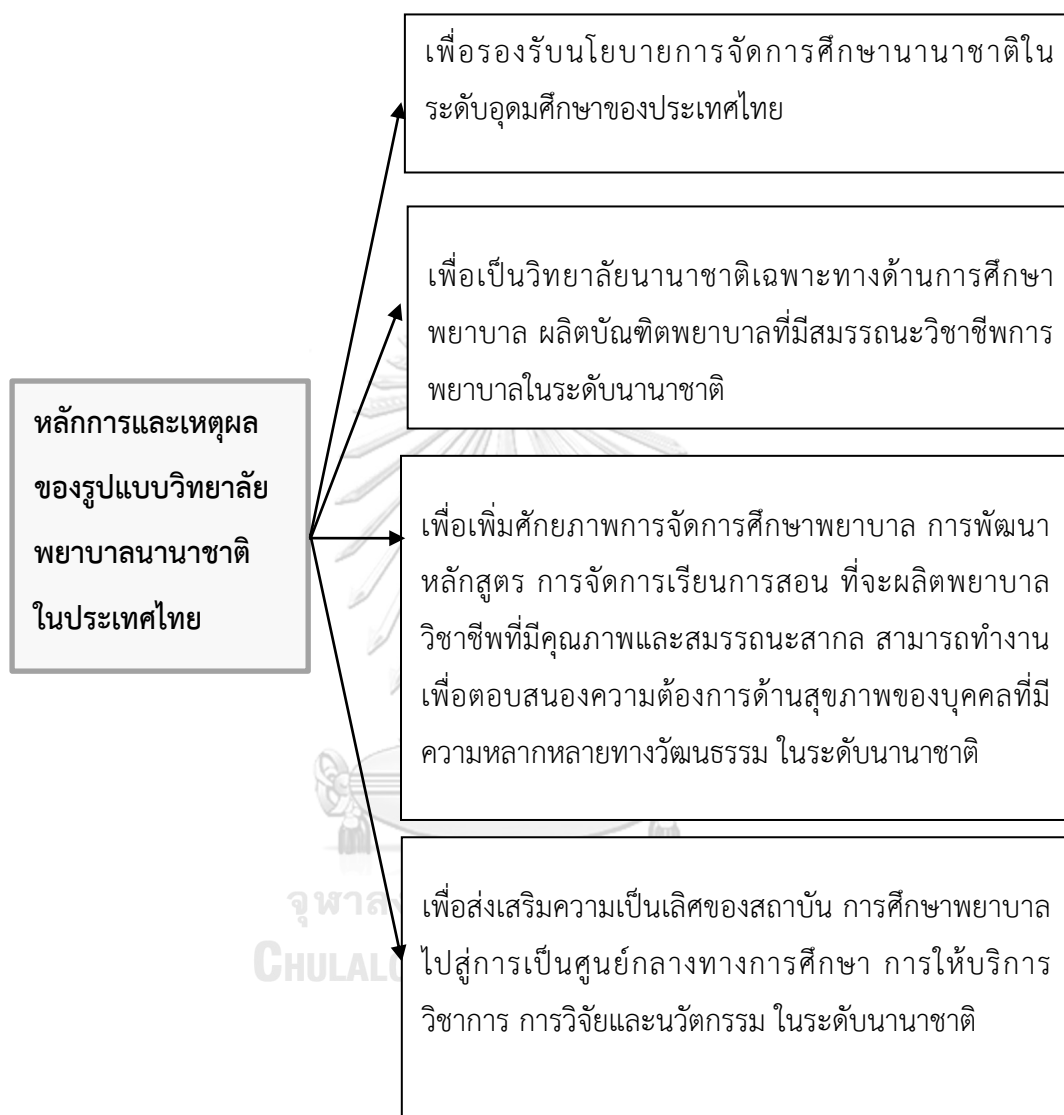 เพื่อรองรับนโยบายการจัดการศึกษานานาชาติใน
ระดับอุดมศึกษาของประเทศไทย
เพื่อเป็นวิทยาลัยนานาชาติเฉพาะทางด้านการศึกษา
พยาบาล ผลิตบัณฑิตพยาบาลที่มีสมรรถนะวิชาชีพการ
พยาบาลในระดับนานาชาติ
หลักการและเหตุผล
ของรูปแบบวิทยาลัย
พยาบาลนานาชาติ
ในประเทศไทย
เพื่อเพิ่มศักยภาพการจัดการศึกษาพยาบาล การพัฒนา
หลักสูตร การจัดการเรียนการสอน ที่จะผลิตพยาบาล
วิชาชีพที่มีคุณภาพและสมรรถนะสากล สามารถทำงาน
เพื่อตอบสนองความต้องการด้านสุขภาพของบุคคลที่มี
ความหลากหลายทางวัฒนธรรม ในระดับนานาชาติ
เพื่อส่งเสริมความเป็นเลิศของสถาบัน การศึกษาพยาบาล
ไปสู่การเป็นศูนย์กลางทางการศึกษา การให้บริการ
วิชาการ การวิจัยและนวัตกรรม ในระดับนานาชาติ